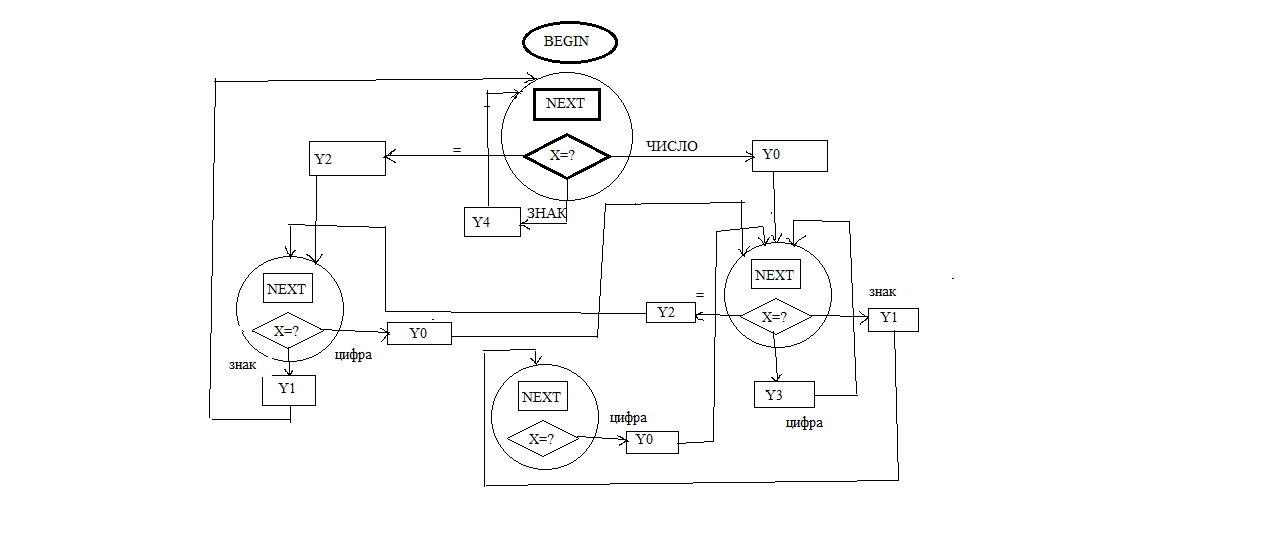 BEGIN
NEXT
X=?
=
ЧИСЛО
Y2
Y0
ЗНАК
Y4
NEXT
X=?
знак
цифра
Y0
Y1
=
Y2
NEXT
X=?
знак
Y1
Y3
цифра
NEXT
X=?
цифра
Y0